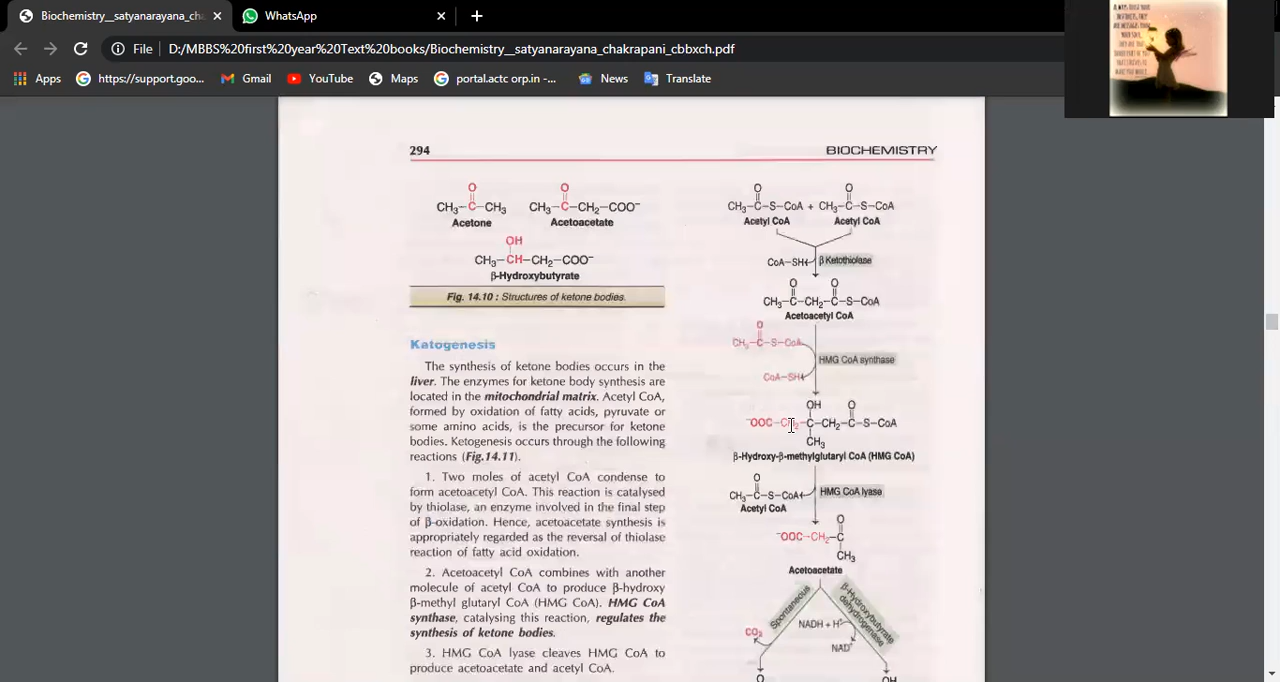 Biochemistry__satyanarayana_cha
WhatsApp
File D:/MBBS%20first%20year%20Text%20books/Biochemistry__satyanarayana_chakrapani_cbbxch.pdf
Apps https://support.goo... Gmail YouTube Maps portal.actc orp.in -... News Translate
294 BIOCHEMISTRY
O O
CH₃–C–CH₃ CH₃–C–CH₂–COO⁻
Acetone Acetoacetate
OH
CH₃–CH–CH₂–COO⁻
β-Hydroxybutyrate
Fig. 14.10 : Structures of ketone bodies.
Katogenesis
The synthesis of ketone bodies occurs in the
liver. The enzymes for ketone body synthesis are
located in the mitochondrial matrix. Acetyl CoA,
formed by oxidation of fatty acids, pyruvate or
some amino acids, is the precursor for ketone
bodies. Ketogenesis occurs through the following
reactions (Fig.14.11).
1. Two moles of acetyl CoA condense to
form acetoacetyl CoA. This reaction is catalysed
by thiolase, an enzyme involved in the final step
of β-oxidation. Hence, acetoacetate synthesis is
appropriately regarded as the reversal of thiolase
reaction of fatty acid oxidation.
2. Acetoacetyl CoA combines with another
molecule of acetyl CoA to produce β-hydroxy
β-methyl glutaryl CoA (HMG CoA). HMG CoA
synthase, catalysing this reaction, regulates the
synthesis of ketone bodies.
3. HMG CoA lyase cleaves HMG CoA to
produce acetoacetate and acetyl CoA.
O O
CH₃–C–S–CoA + CH₃–C–S–CoA
Acetyl CoA Acetyl CoA
CoA–SH β Ketothiolase
O O
CH₃–C–CH₂–C–S–CoA
Acetoacetyl CoA
O
CH₃–C–S–CoA
HMG CoA synthase
CoA–SH
OH O
⁻OOC–CH₂–C–CH₂–C–S–CoA
CH₃
β-Hydroxy-β-methylglutaryl CoA (HMG CoA)
O
CH₃–C–S–CoA HMG CoA lyase
Acetyl CoA
O
⁻OOC–CH₂–C
CH₃
Acetoacetate
Spontaneous
β-Hydroxybutyrate
dehydrogenase
NADH + H⁺
CO₂
NAD⁺
O OH